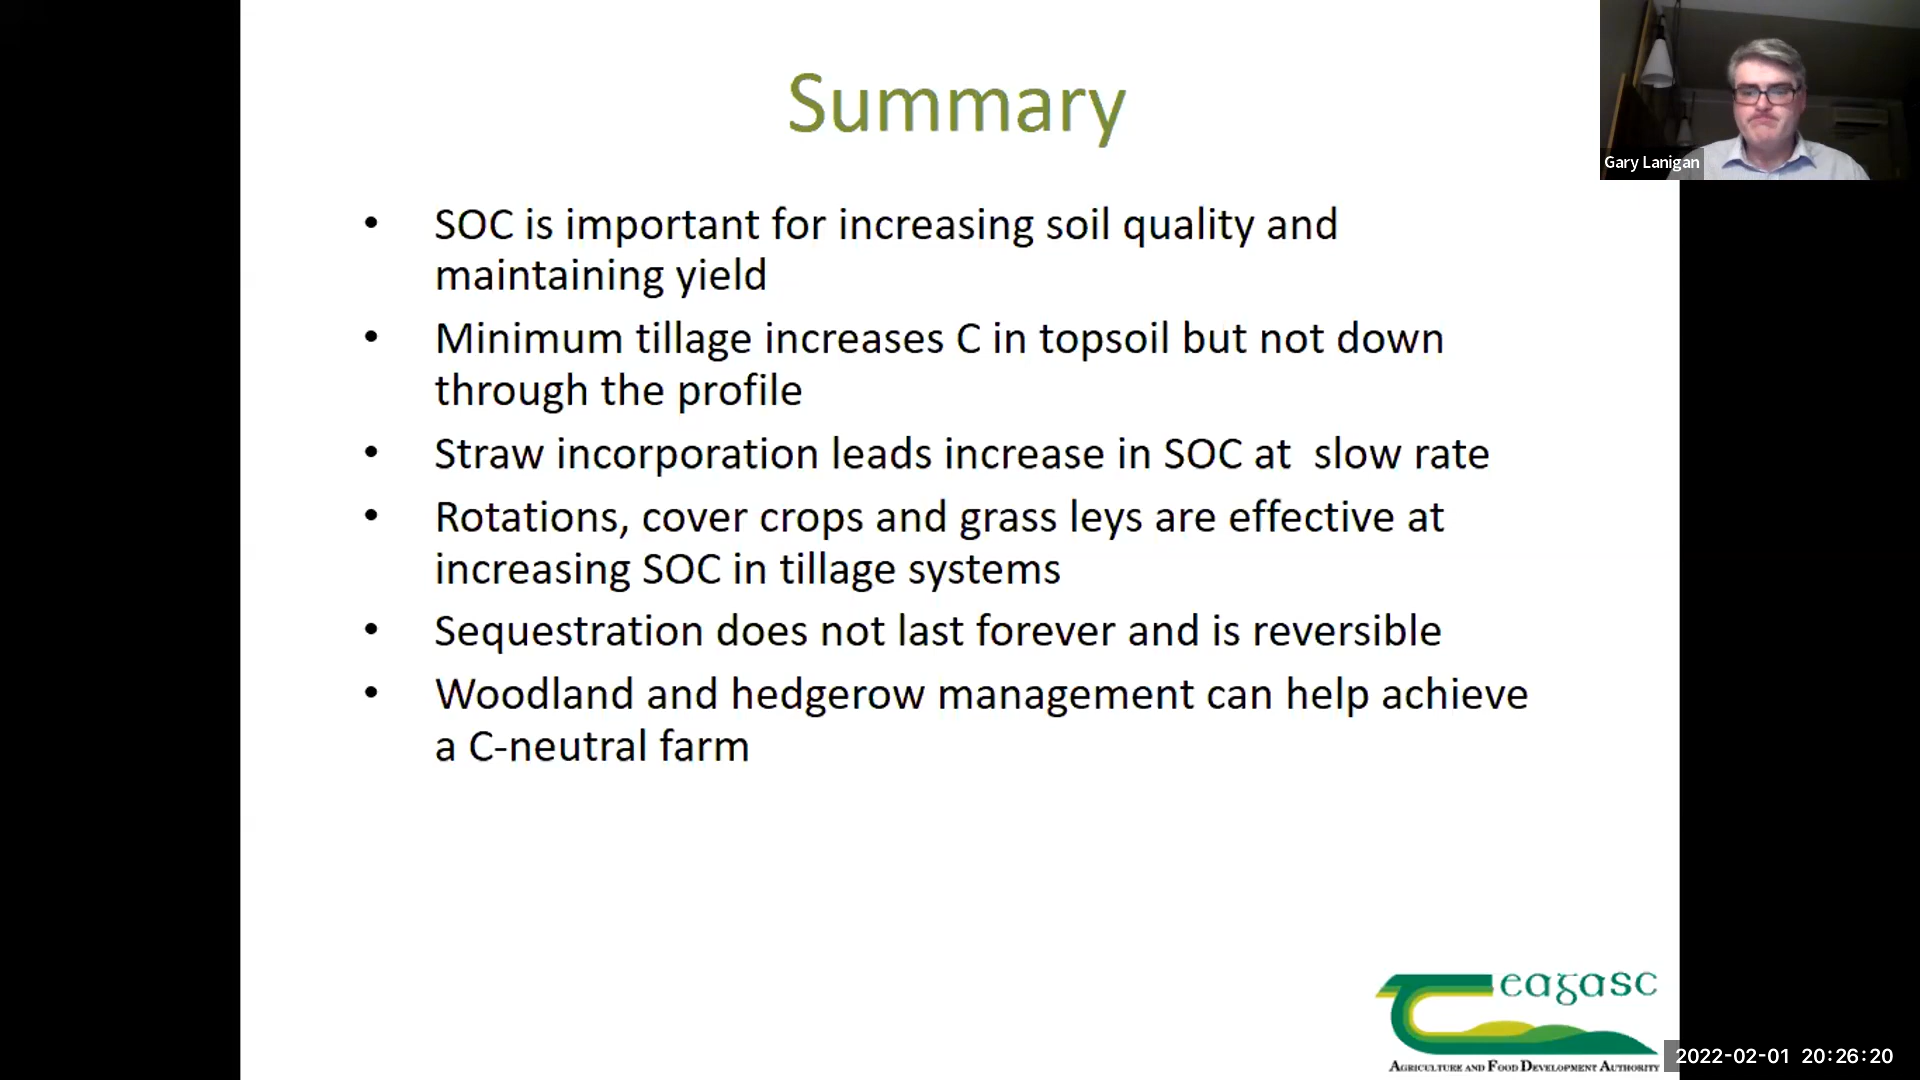 Summary
Gary Lanigan
• SOC is important for increasing soil quality and
maintaining yield
• Minimum tillage increases C in topsoil but not down
through the profile
• Straw incorporation leads increase in SOC at  slow rate
• Rotations, cover crops and grass leys are effective at
increasing SOC in tillage systems
• Sequestration does not last forever and is reversible
• Woodland and hedgerow management can help achieve
a C-neutral farm
eagasc
AGRICULTURE AND FOOD DEVELOPMENT AUTHORITY
2022-02-01 20:26:20